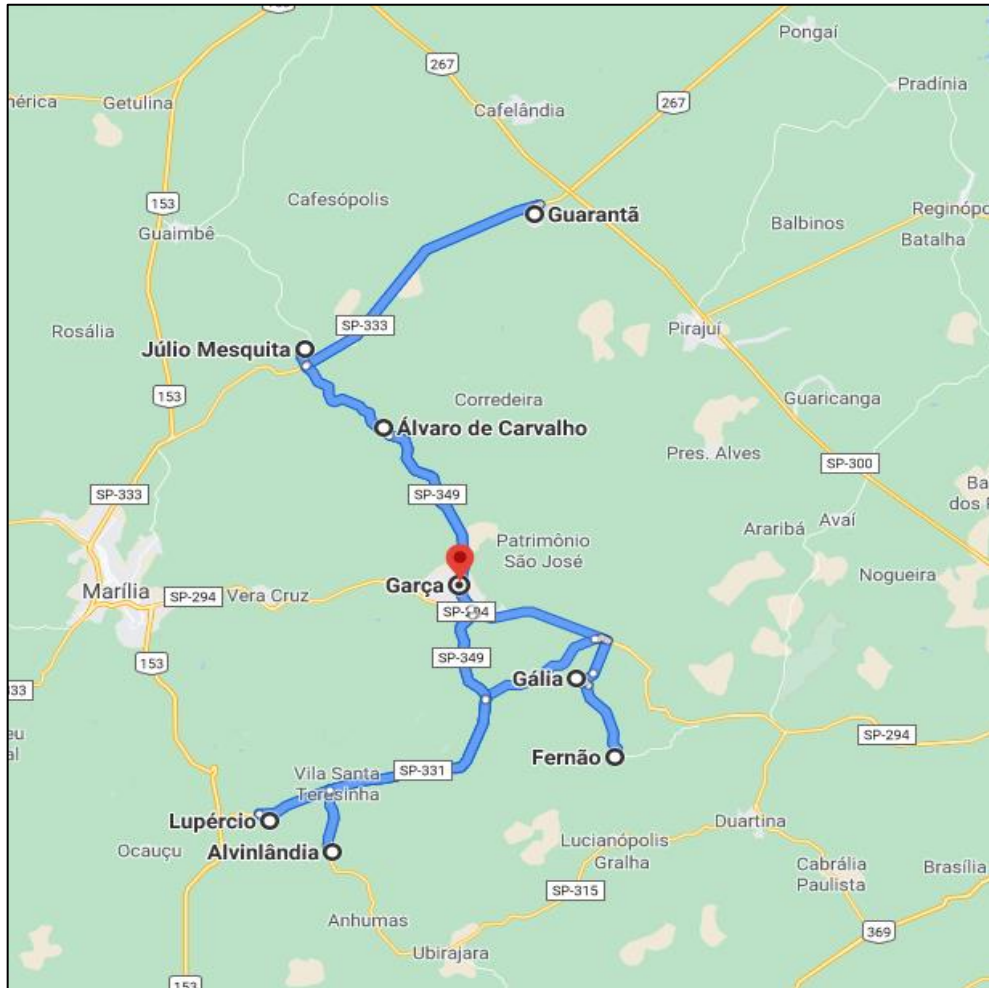 Pongaí
267
267
Pradínia
Getulina
Cafelândia
153
Cafesópolis
Guarantã
Guaimbê
Balbinos
Batalha
Rosália
SP-333
Pirajuí
Júlio Mesquita
153
Corredeira
Guaricanga
Álvaro de Carvalho
Pres. Alves
SP-300
SP-333
SP-349
Avaí
Araribá
Patrimônio
São José
Nogueira
Garça
Marília
SP-294
Vera Cruz
SP-294
SP-349
153
Gália
SP-294
Fernão
Vila Santa
Teresinha
SP-331
Lupércio
Duartina
Ocauçu
Alvinlândia
Lucianópolis
Gralha
Cabrália
Paulista
Brasília
SP-315
Anhumas
369
Ubirajara
153